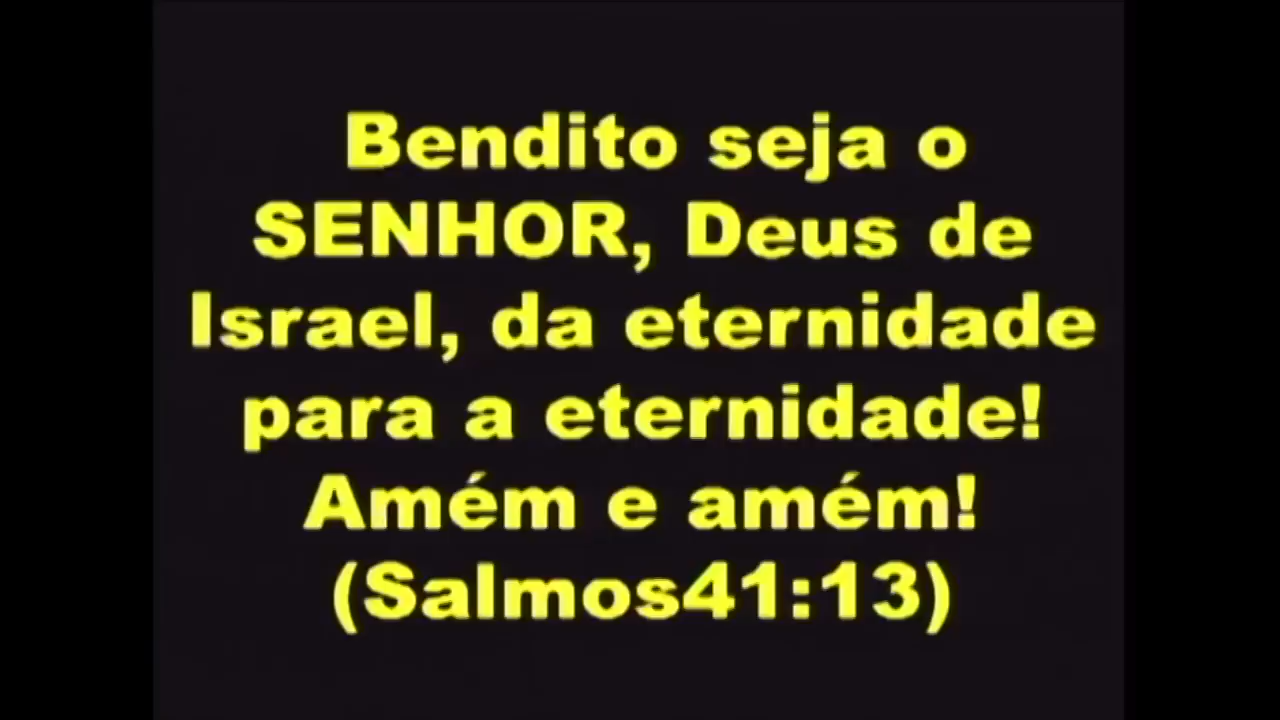 Bendito seja o
SENHOR, Deus de
Israel, da eternidade
para a eternidade!
Amém e amém!
(Salmos41:13)